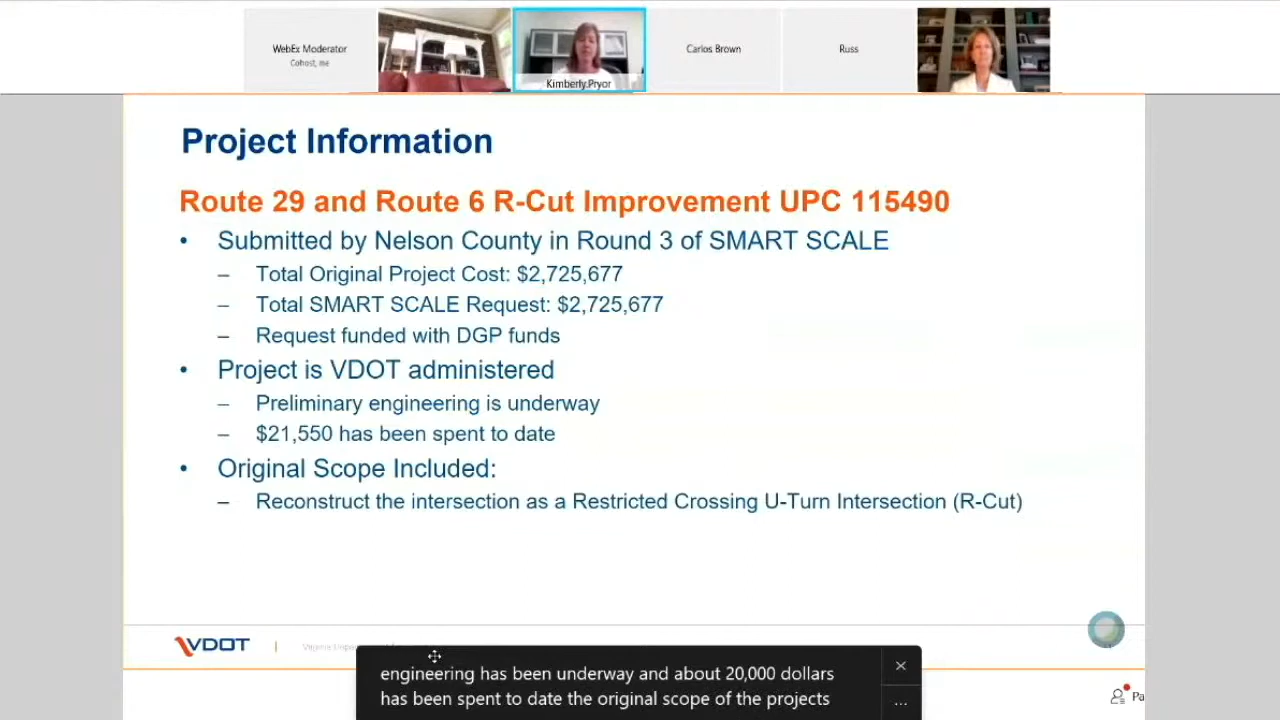 WebEx Moderator
Cohost, me
Kimberly.Pryor
Carlos Brown
Russ
Project Information
Route 29 and Route 6 R-Cut Improvement UPC 115490
• Submitted by Nelson County in Round 3 of SMART SCALE
– Total Original Project Cost: $2,725,677
– Total SMART SCALE Request: $2,725,677
– Request funded with DGP funds
• Project is VDOT administered
– Preliminary engineering is underway
– $21,550 has been spent to date
• Original Scope Included:
– Reconstruct the intersection as a Restricted Crossing U-Turn Intersection (R-Cut)
VDOT
engineering has been underway and about 20,000 dollars
has been spent to date the original scope of the projects
Pa